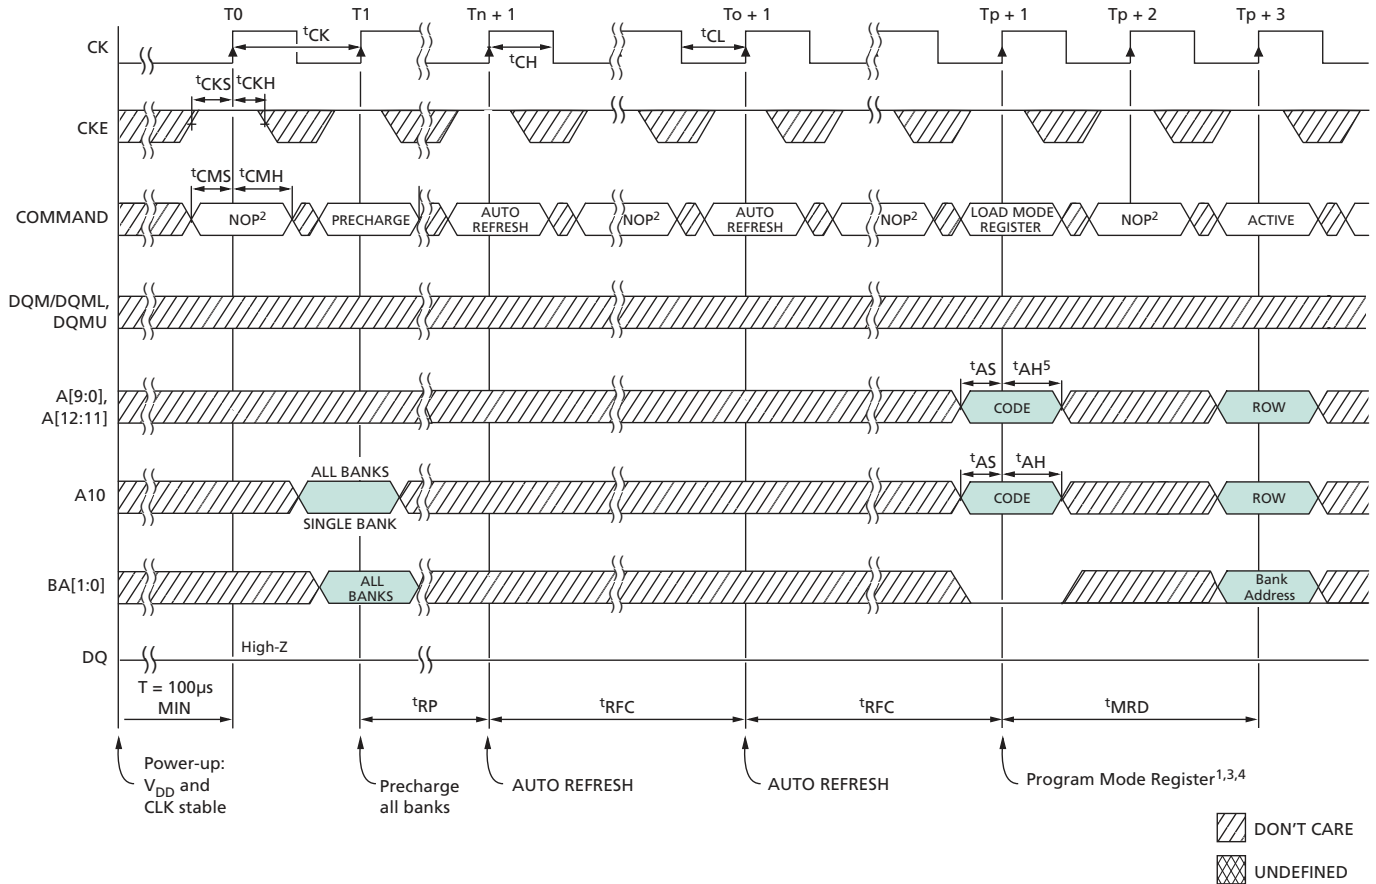 T0 T1 Tn + 1 To + 1 Tp + 1 Tp + 2 Tp + 3
CK
tCK
tCH
tCL
tCKS tCKH
CKE
tCMS tCMH
COMMAND
NOP2
PRECHARGE
AUTO REFRESH
NOP2
AUTO REFRESH
NOP2
LOAD MODE REGISTER
NOP2
ACTIVE
DQM/DQML,
DQMU
tAS tAH5
A[9:0],
A[12:11]
CODE
ROW
ALL BANKS
tAS tAH
A10
CODE
ROW
SINGLE BANK
BA[1:0]
ALL
BANKS
Bank
Address
DQ
High-Z
T = 100µs
MIN
tRP
tRFC
tRFC
tMRD
Power-up:
VDD and
CLK stable
Precharge
all banks
AUTO REFRESH
AUTO REFRESH
Program Mode Register1,3,4
DON'T CARE
UNDEFINED